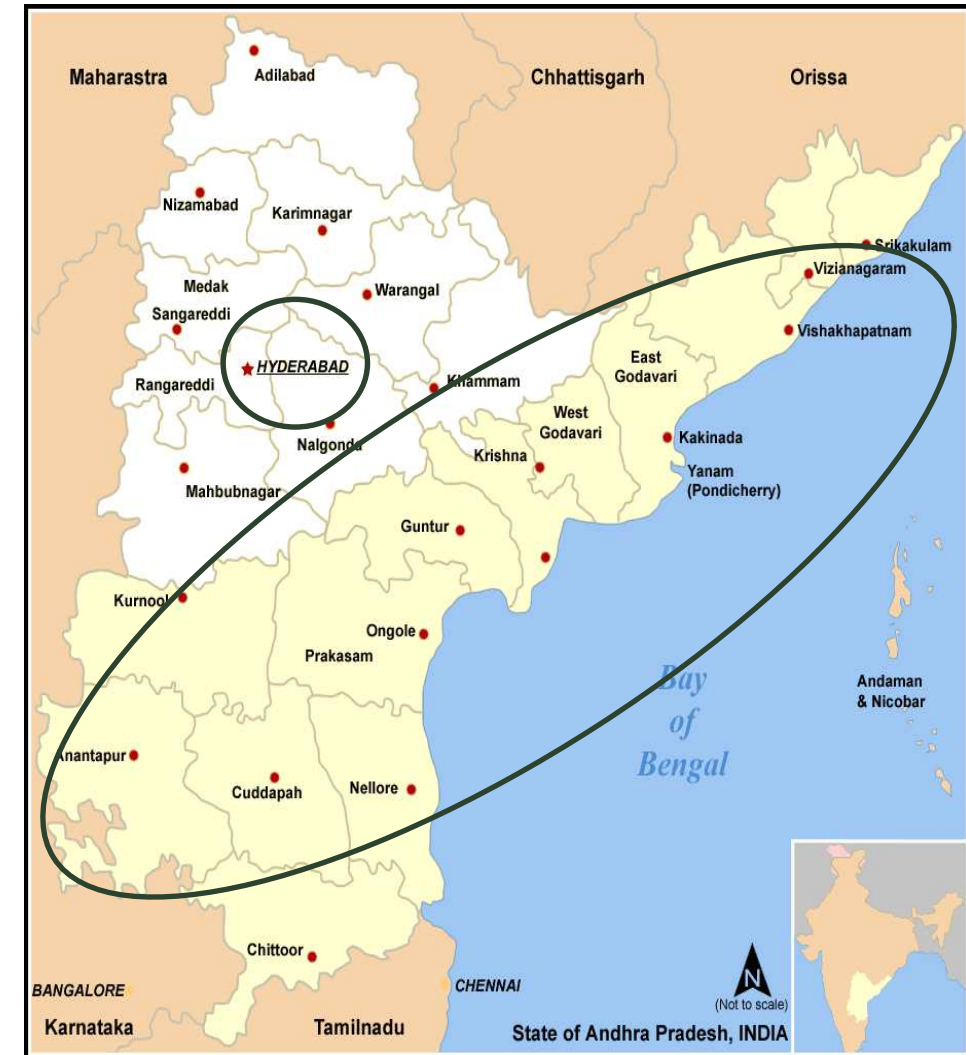 Maharastra
Adilabad
Chhattisgarh
Orissa
Nizamabad
Karimnagar
Srikakulam
Vizianagaram
Medak
Warangal
Sangareddi
Vishakhapatnam
HYDERABAD
East
Godavari
Rangareddi
Khammam
West
Godavari
Nalgonda
Kakinada
Krishna
Yanam
(Pondicherry)
Mahbubnagar
Guntur
Kurnool
Ongole
Prakasam
Bay
of
Bengal
Andaman
& Nicobar
Anantapur
Cuddapah
Nellore
Chittoor
BANGALORE
CHENNAI
N
(Not to scale)
Karnataka
Tamilnadu
State of Andhra Pradesh, INDIA